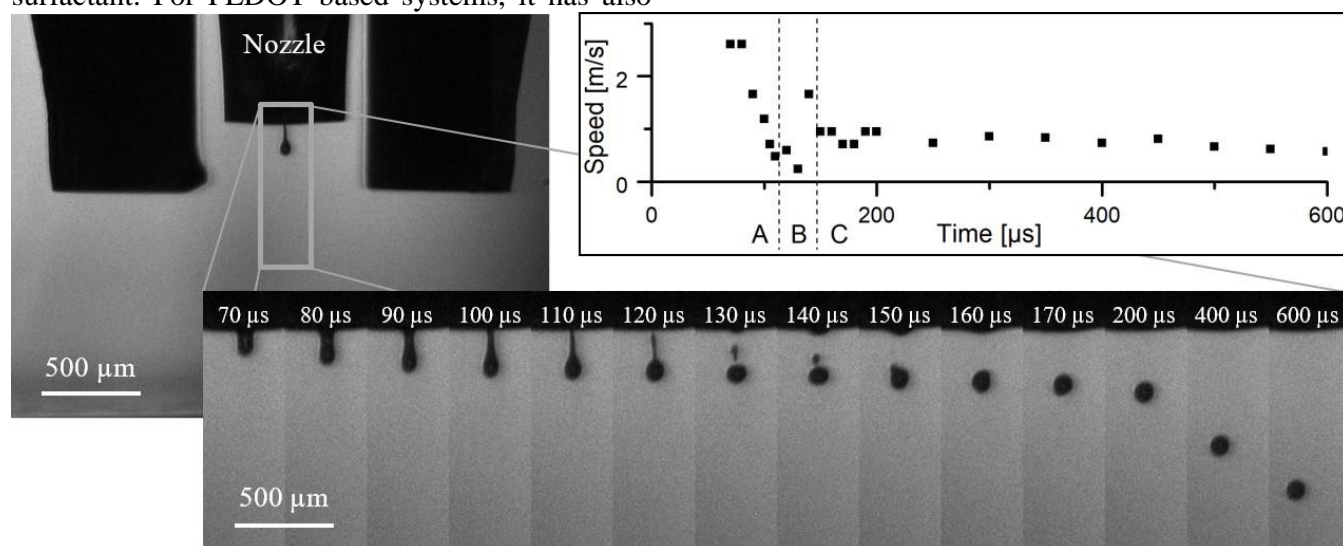 surfactant. For PEDOT based systems, it has also
Nozzle
500 µm
Speed [m/s]
2
0
0
200
400
600
A
B
C
Time [µs]
70 µs 80 µs 90 µs 100 µs 110 µs 120 µs 130 µs 140 µs 150 µs 160 µs 170 µs 200 µs 400 µs 600 µs
500 µm